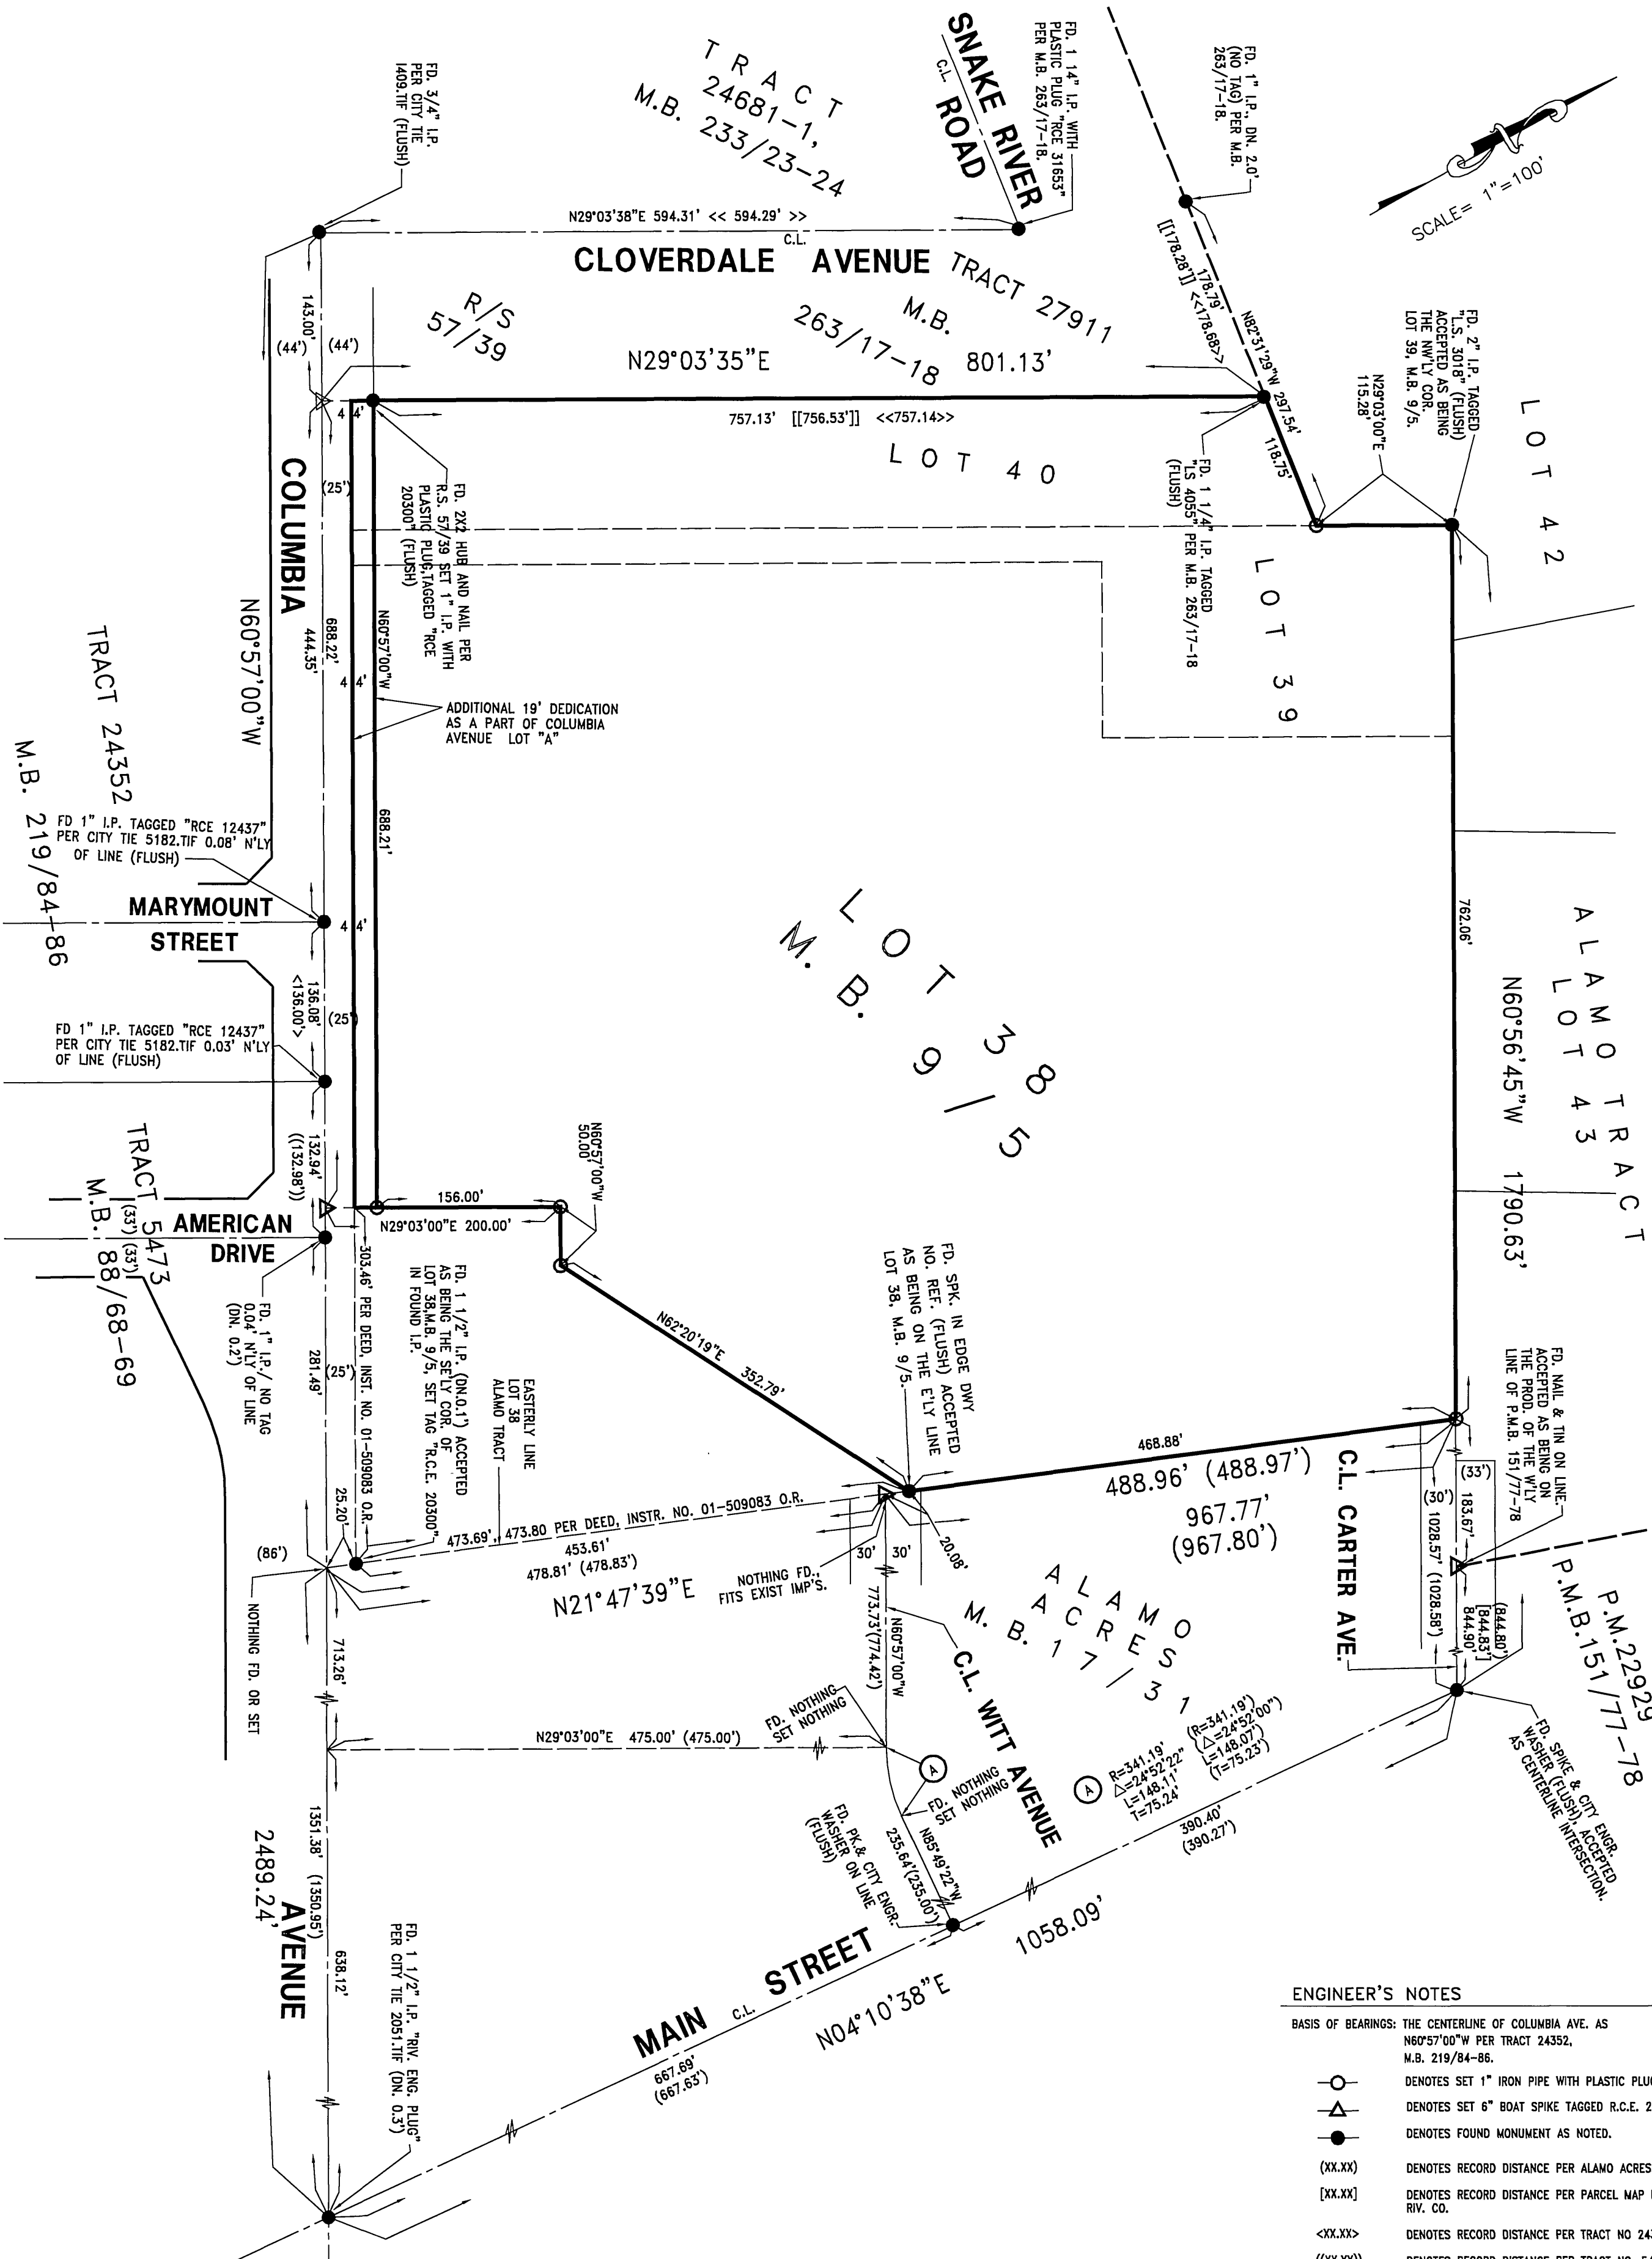 SNAKE RIVER
C.L. ROAD
FD. 1 14" I.P. WITH
PLASTIC PLUG "RCE 31653"
PER M.B. 263/17-18.
FD. 1" I.P., DN. 2.0'
(NO TAG) PER M.B.
263/17-18.
SCALE= 1"=100'
TRACT
24681-1,
M.B. 233/23-24
FD. 3/4" I.P.
PER CITY TIE
1409.TIF (FLUSH)
N29°03'38"E 594.31' << 594.29' >>
C.L.
CLOVERDALE AVENUE
TRACT 27911
M.B.
263/17-18
R/S
57/39
143.00'
(44') (44')
N29°03'35"E 801.13'
757.13' [[756.53']] <<757.14>>
178.79'
[[178.28']] <<178.68>>
N82°31'29"W 297.54'
118.75'
FD. 2" I.P. TAGGED
"L.S. 3018" (FLUSH)
ACCEPTED AS BEING
THE NW'LY COR.
LOT 39, M.B. 9/5.
N29°03'00"E
115.28'
LOT 42
LOT 40
LOT 39
FD. 1 1/4" I.P. TAGGED
"LS 4055" PER M.B. 263/17-18
(FLUSH)
44'
(25')
FD. 2X2 HUB AND NAIL PER
R.S. 57/39 SET 1" I.P. WITH
PLASTIC PLUG,TAGGED "RCE
20300" (FLUSH)
COLUMBIA
N60°57'00"W
688.22'
444.35'
44'
N60°57'00"W
688.21'
ADDITIONAL 19' DEDICATION
AS A PART OF COLUMBIA
AVENUE LOT "A"
TRACT 24352
M.B. 219/84-86
FD 1" I.P. TAGGED "RCE 12437"
PER CITY TIE 5182.TIF 0.08' N'LY
OF LINE (FLUSH)
MARYMOUNT
STREET
44'
136.08'
<136.00'>
(25')
FD 1" I.P. TAGGED "RCE 12437"
PER CITY TIE 5182.TIF 0.03' N'LY
OF LINE (FLUSH)
132.94'
((132.98'))
LOT 38
M.B. 9/5
762.06'
N60°56'45"W 1790.63'
ALAMO TRACT
LOT 43
TRACT 5473
M.B. 88/68-69
(33') (33')
AMERICAN
DRIVE
156.00'
N29°03'00"E 200.00'
N60°57'00"W
50.00'
N62°20'19"E 352.79'
303.46' PER DEED, INST. NO. 01-509083 O.R.
FD. 1" I.P./ NO TAG
0.04' N'LY OF LINE
(DN. 0.2')
281.49'
(25')
FD. 1 1/2" I.P. (DN.0.1') ACCEPTED
AS BEING THE SE'LY COR. OF
LOT 38,M.B. 9/5, SET TAG "R.C.E. 20300"
IN FOUND I.P.
EASTERLY LINE
LOT 38
ALAMO TRACT
FD. SPK. IN EDGE DWY
NO. REF. (FLUSH) ACCEPTED
AS BEING ON THE E'LY LINE
LOT 38, M.B. 9/5.
468.88'
488.96' (488.97')
967.77'
(967.80')
C.L. CARTER AVE.
FD. NAIL & TIN ON LINE.
ACCEPTED AS BEING ON
THE PROD. OF THE W'LY
LINE OF P.M.B. 151/77-78
(33') 183.67'
(30') 1028.57' (1028.58')
(844.80')
[844.83']
844.90'
P.M.22929
P.M.B.151/77-78
25.20'
(86')
NOTHING FD. OR SET
473.69', 473.80 PER DEED, INSTR. NO. 01-509083 O.R.
453.61'
478.81' (478.83')
N21°47'39"E
NOTHING FD.,
FITS EXIST IMP'S.
30' 30'
20.08'
773.73'(774.42')
N60°57'00"W
C.L. WITT AVENUE
ALAMO
ACRES
M.B. 17/31
713.26'
N29°03'00"E 475.00' (475.00')
FD. NOTHING
SET NOTHING
A
FD. NOTHING
SET NOTHING
A
R=341.19' (R=341.19')
△=24°52'22" (△=24°52'00")
L=148.11' L=148.07')
T=75.24' (T=75.23')
FD. SPIKE & CITY ENGR.
WASHER (FLUSH), ACCEPTED
AS CENTERLINE INTERSECTION.
FD. PK.& CITY ENGR.
WASHER ON LINE
(FLUSH)
N85°49'22"W
235.64'(235.00')
390.40'
(390.27')
1351.38' (1350.95')
2489.24'
AVENUE
638.12'
FD. 1 1/2" I.P. "RIV. ENG. PLUG"
PER CITY TIE 2051.TIF (DN. 0.3')
MAIN C.L. STREET
1058.09'
N04°10'38"E
667.69'
(667.63')
ENGINEER'S NOTES
BASIS OF BEARINGS: THE CENTERLINE OF COLUMBIA AVE. AS
N60°57'00"W PER TRACT 24352,
M.B. 219/84-86.
DENOTES SET 1" IRON PIPE WITH PLASTIC PLUG
DENOTES SET 6" BOAT SPIKE TAGGED R.C.E.
DENOTES FOUND MONUMENT AS NOTED.
(XX.XX) DENOTES RECORD DISTANCE PER ALAMO ACRES
[XX.XX] DENOTES RECORD DISTANCE PER PARCEL MAP
RIV. CO.
<XX.XX> DENOTES RECORD DISTANCE PER TRACT NO